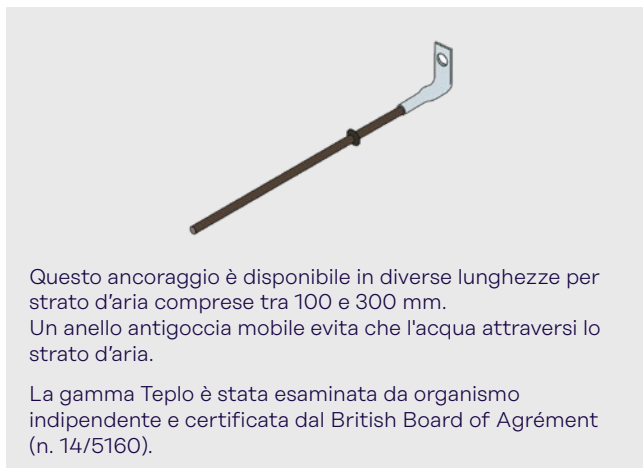 Questo ancoraggio è disponibile in diverse lunghezze per
strato d’aria comprese tra 100 e 300 mm.
Un anello antigoccia mobile evita che l'acqua attraversi lo
strato d’aria.
La gamma Teplo è stata esaminata da organismo
indipendente e certificata dal British Board of Agrément
(n. 14/5160).